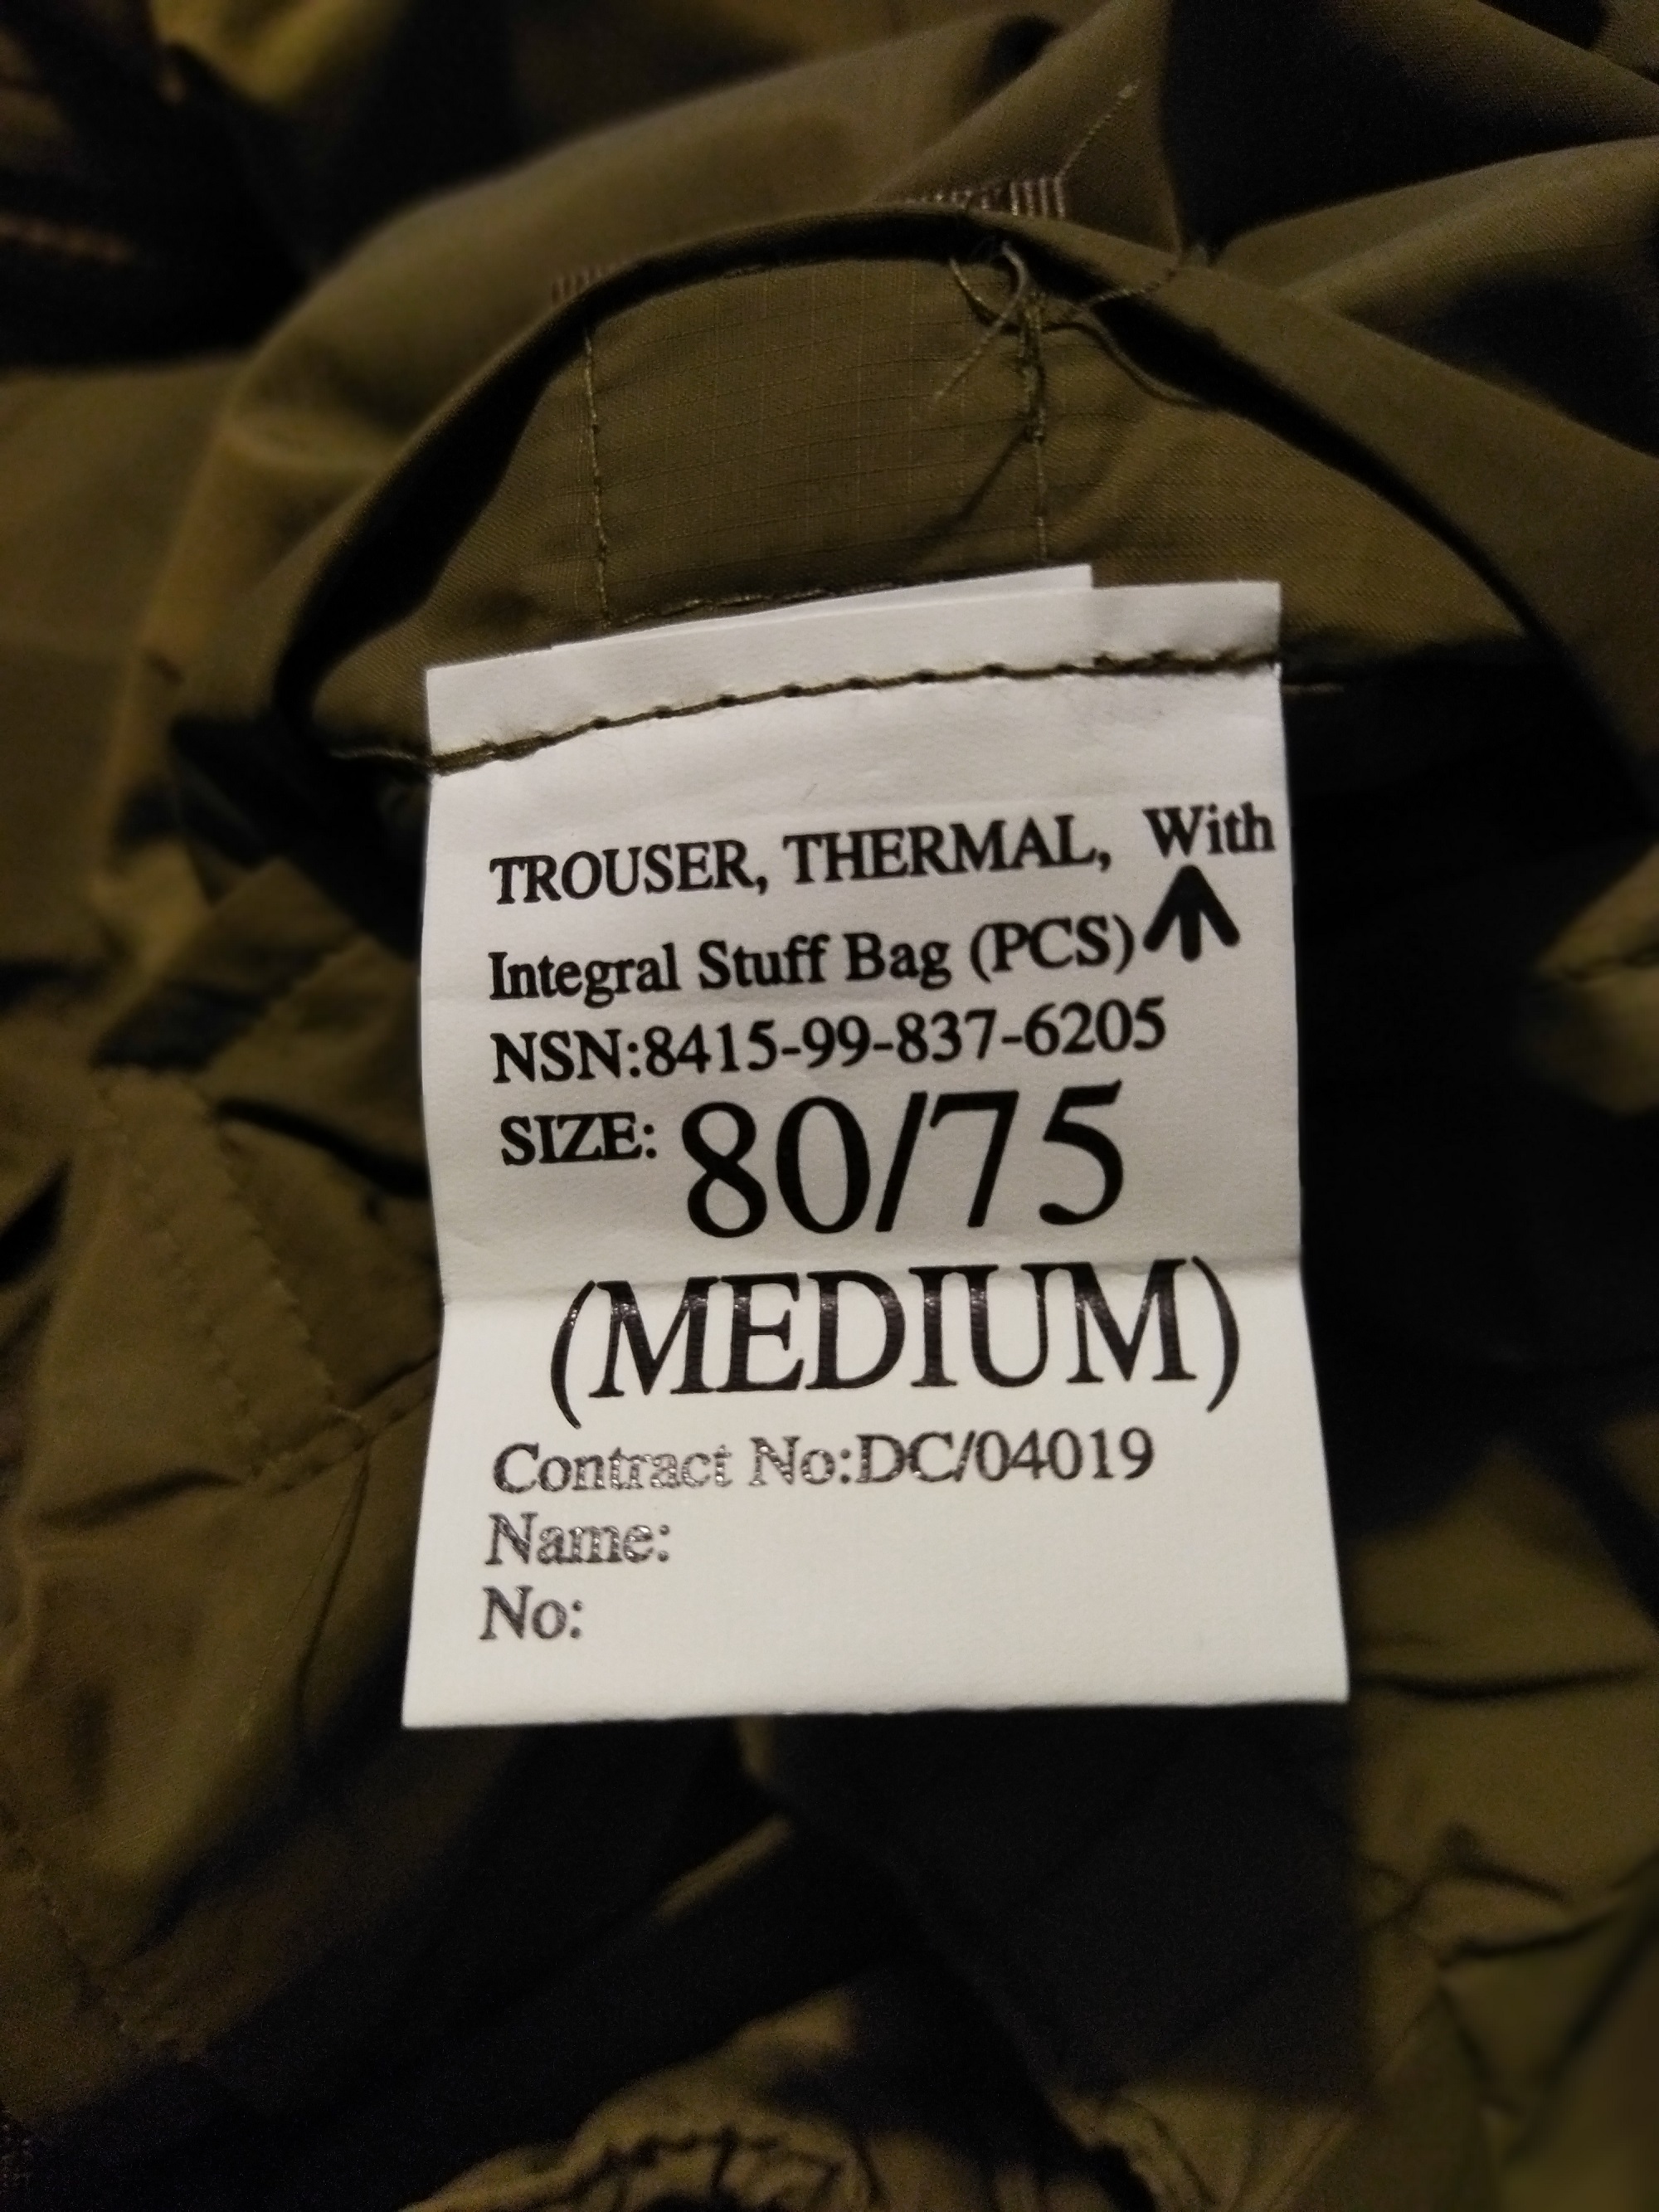 TROUSER, THERMAL, With
Integral Stuff Bag (PCS)
NSN:8415-99-837-6205
SIZE: 80/75
(MEDIUM)
Contract No:DC/04019
Name:
No: